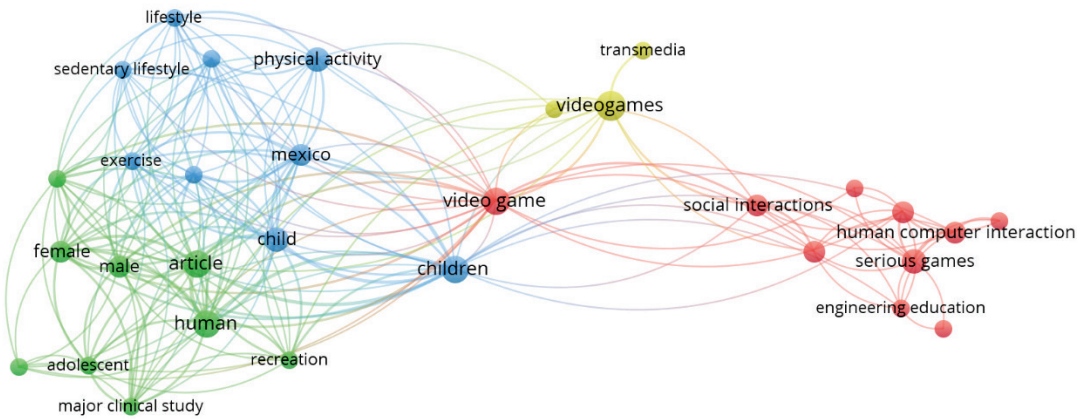 lifestyle
transmedia
physical activity
sedentary lifestyle
videogames
mexico
exercise
video game
social interactions
human computer interaction
child
female
article
male
children
serious games
engineering education
human
recreation
adolescent
major clinical study